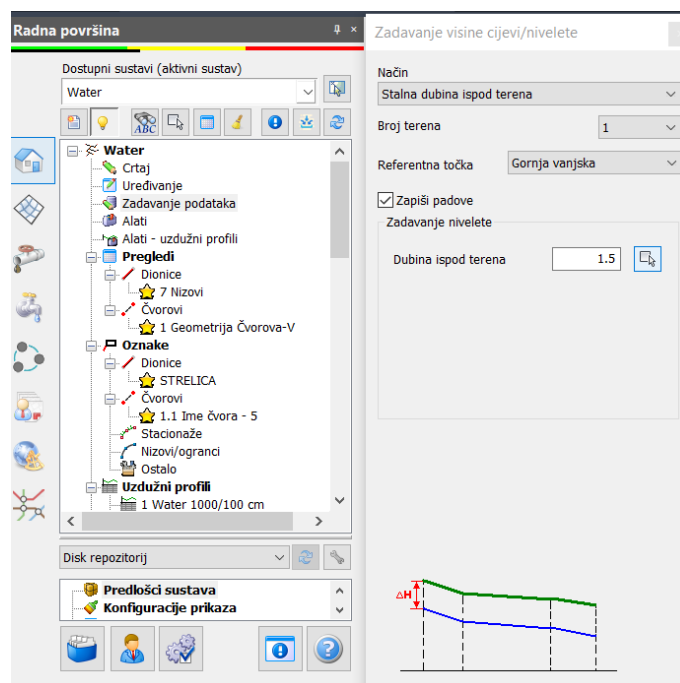 Radna površina
Dostupni sustavi (aktivni sustav)
Water
ABC
Water
Crtaj
Uređivanje
Zadavanje podataka
Alati
Alati - uzdužni profili
Pregledi
Dionice
7 Nizovi
Čvorovi
1 Geometrija Čvorova-V
Oznake
Dionice
STRELICA
Čvorovi
1.1 Ime čvora - 5
Stacionaže
Nizovi/ogranci
Ostalo
Uzdužni profili
1 Water 1000/100 cm
Disk repozitorij
Predlošci sustava
Konfiguracije prikaza
Zadavanje visine cijevi/nivelete
Način
Stalna dubina ispod terena
Broj terena 1
Referentna točka Gornja vanjska
Zapiši padove
Zadavanje nivelete
Dubina ispod terena 1.5
ΔH